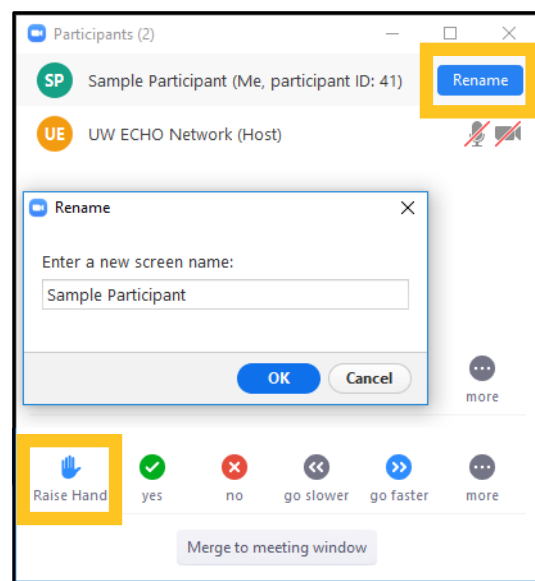 Participants (2)
SP Sample Participant (Me, participant ID: 41) Rename
UE UW ECHO Network (Host)
Rename
Enter a new screen name:
Sample Participant
OK Cancel
more
Raise Hand yes no go slower go faster more
Merge to meeting window